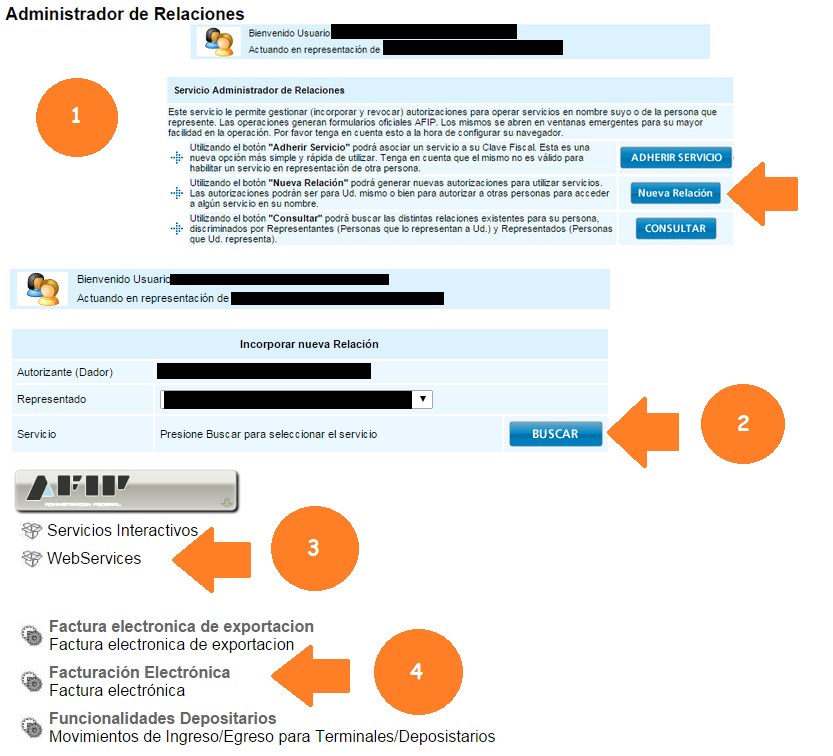 Administrador de Relaciones
Bienvenido Usuario
Actuando en representación de
1
Servicio Administrador de Relaciones
Este servicio le permite gestionar (incorporar y revocar) autorizaciones para operar servicios en nombre suyo o de la persona que
represente. Las operaciones generan formularios oficiales AFIP. Los mismos se abren en ventanas emergentes para su mayor
facilidad en la operación. Por favor tenga en cuenta esto a la hora de configurar su navegador.
Utilizando el botón "Adherir Servicio" podrá asociar un servicio a su Clave Fiscal. Esta es una
nueva opción más simple y rápida de utilizar. Tenga en cuenta que el mismo no es válido para
habilitar un servicio en representación de otra persona.
ADHERIR SERVICIO
Utilizando el botón "Nueva Relación" podrá generar nuevas autorizaciones para utilizar servicios.
Las autorizaciones podrán ser para Ud. mismo o bien para autorizar a otras personas para acceder
a algún servicio en su nombre.
Nueva Relación
Utilizando el botón "Consultar" podrá buscar las distintas relaciones existentes para su persona,
discriminados por Representantes (Personas que lo representan a Ud.) y Representados (Personas
que Ud. representa).
CONSULTAR
Bienvenido Usuario
Actuando en representación de
Incorporar nueva Relación
Autorizante (Dador)
Representado
Servicio
Presione Buscar para seleccionar el servicio
BUSCAR
2
AFIP
ADMINISTRACION FEDERAL
Servicios Interactivos
WebServices
3
Factura electronica de exportacion
Factura electronica de exportacion
Facturación Electrónica
Factura electrónica
4
Funcionalidades Depositarios
Movimientos de Ingreso/Egreso para Terminales/Deposistarios